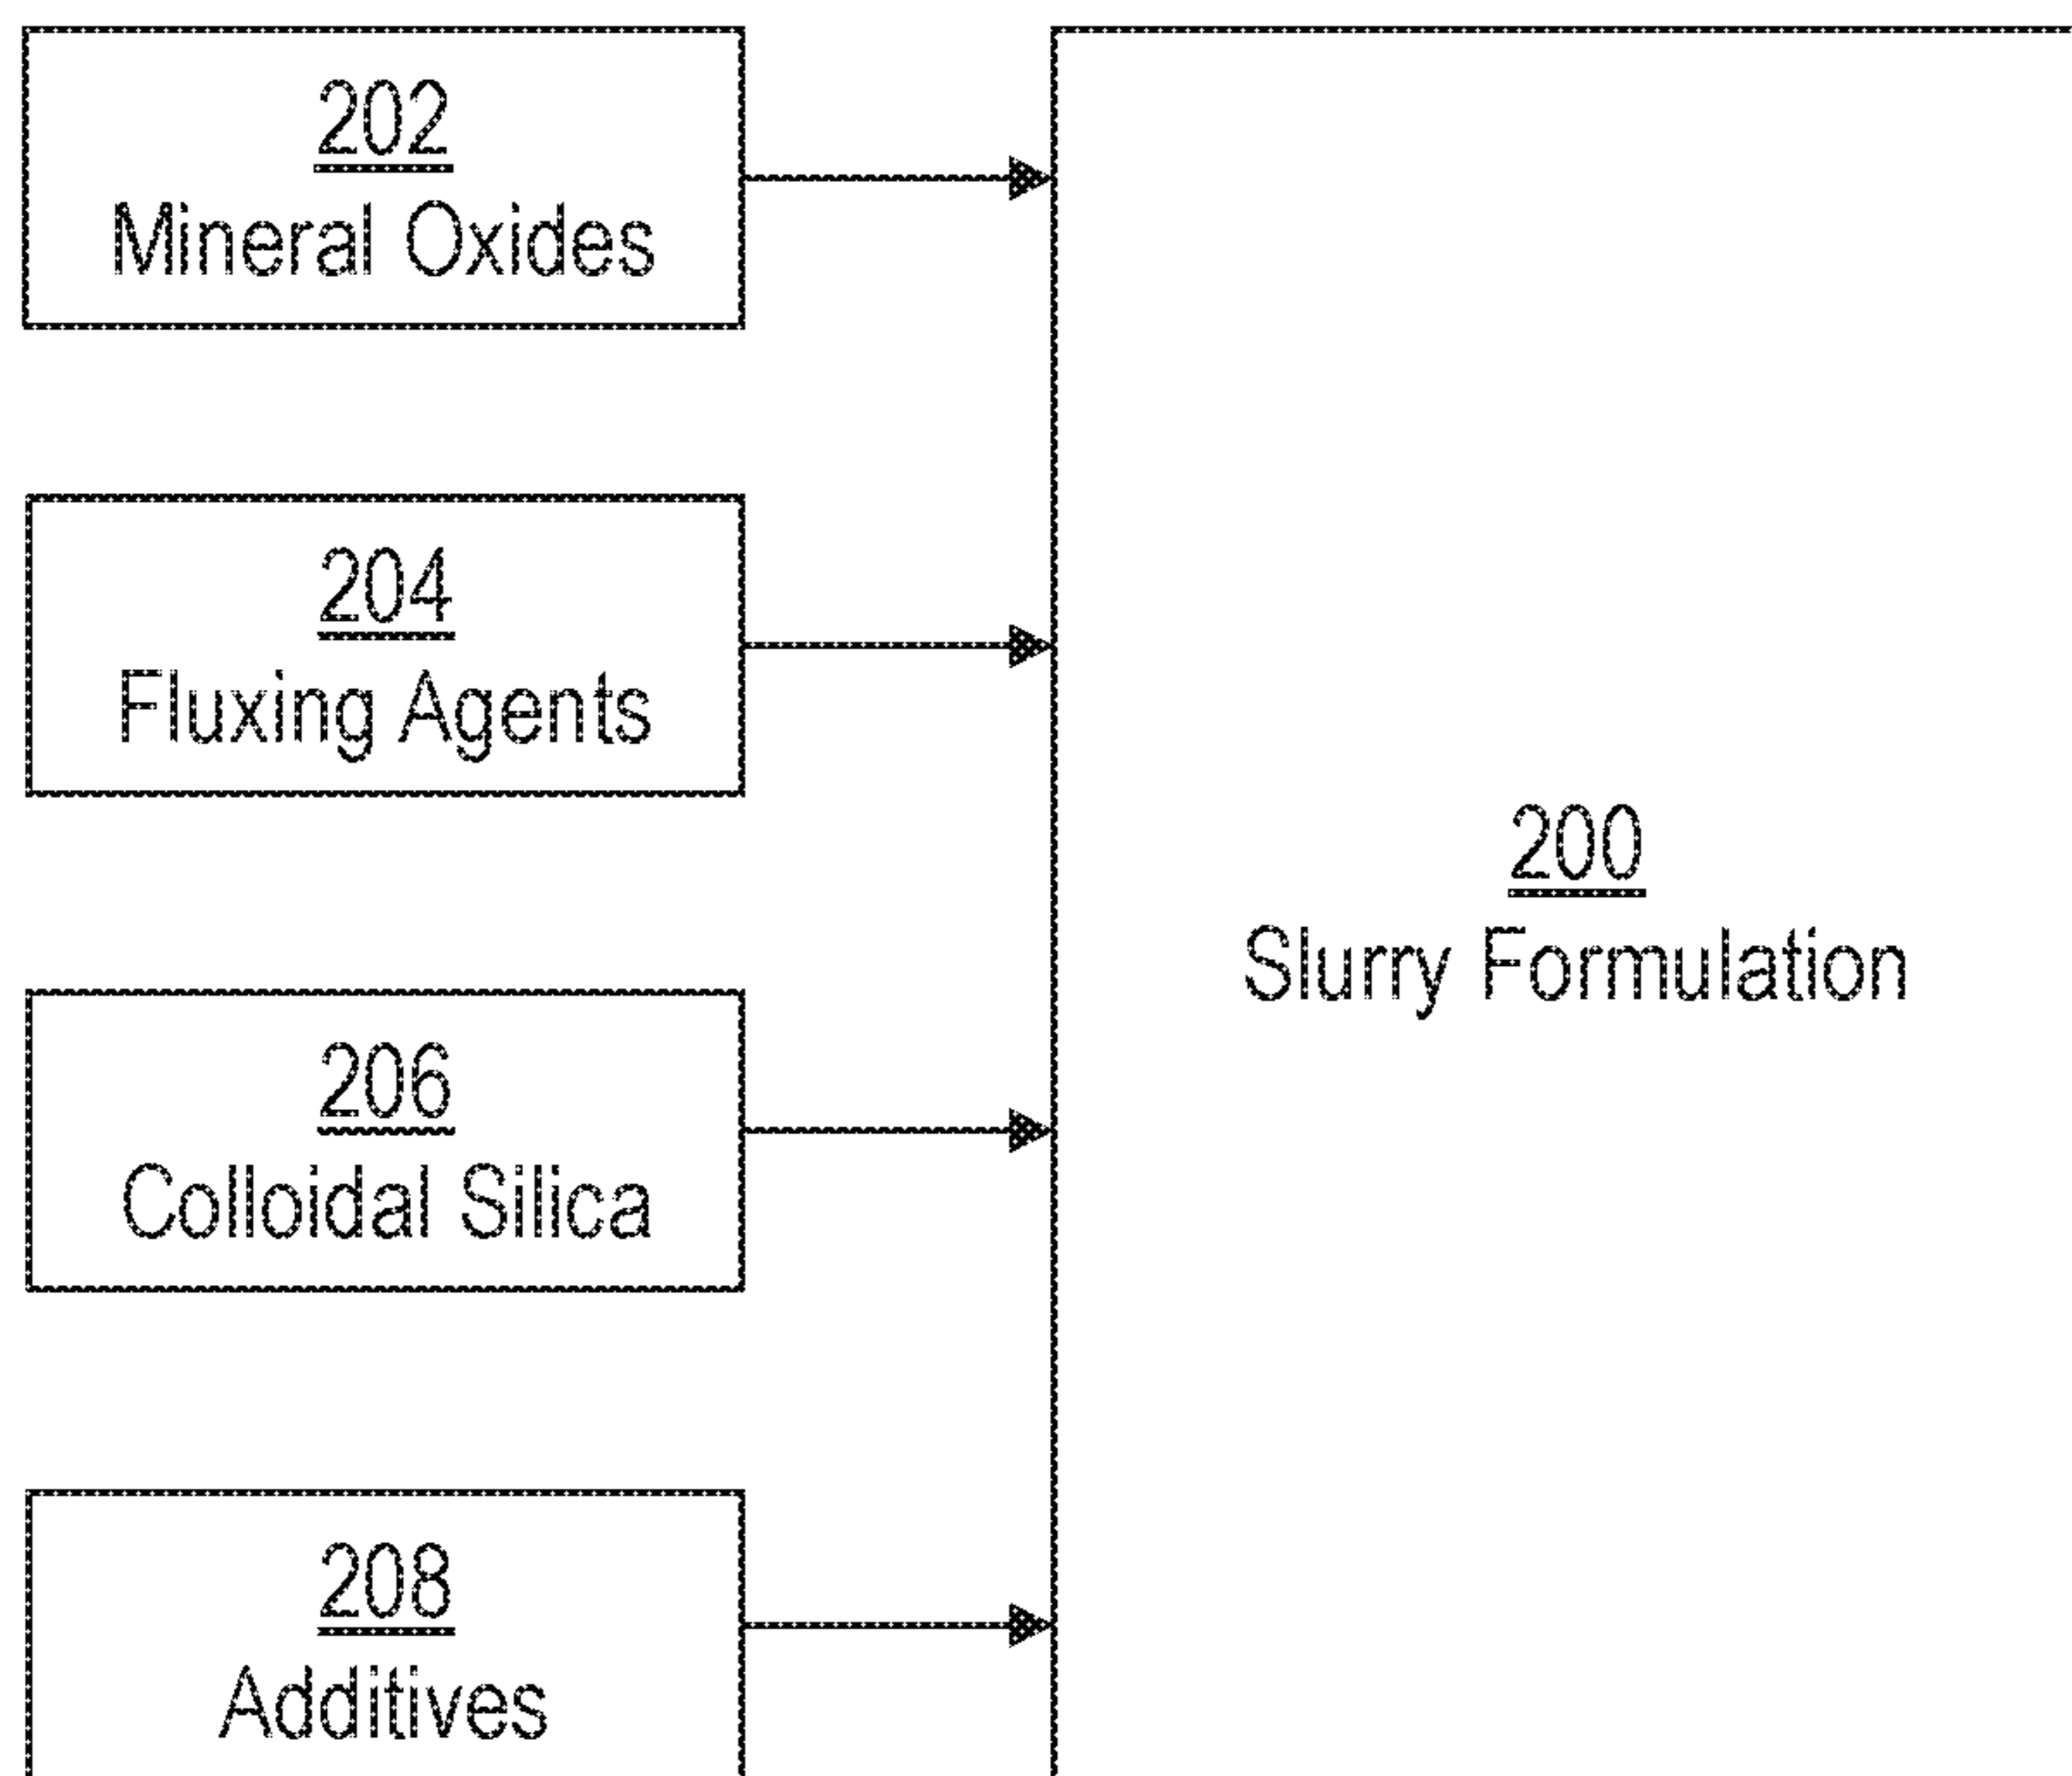 202
Mineral Oxides
204
Fluxing Agents
206
Colloidal Silica
208
Additives
200
Slurry Formulation